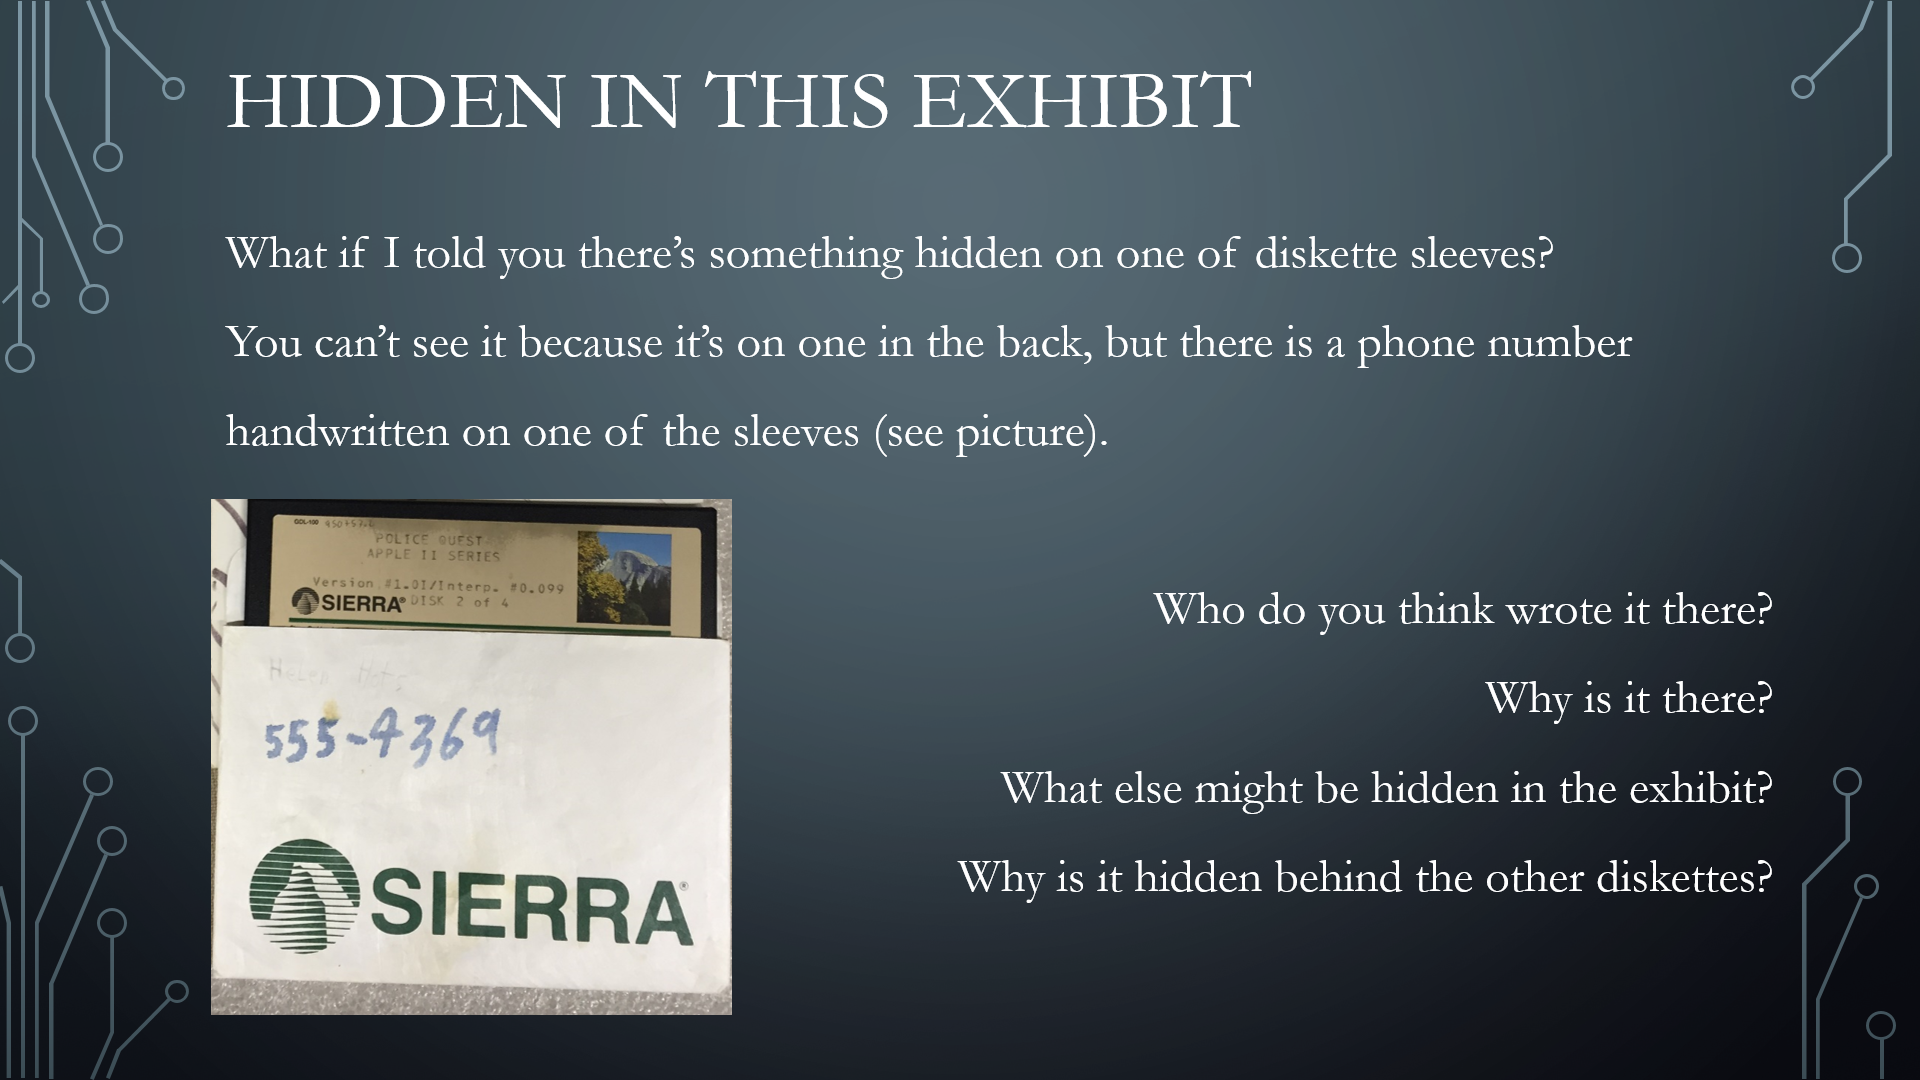 HIDDEN IN THIS EXHIBIT
What if I told you there's something hidden on one of diskette sleeves?
You can't see it because it's on one in the back, but there is a phone number
handwritten on one of the sleeves (see picture).
GOL-100
POLICE QUEST
APPLE II SERIES
Version #1.0I/Interp. #0.099
SIERRA® DISK 2 of 4
Helen
555-4369
SIERRA®
Who do you think wrote it there?
Why is it there?
What else might be hidden in the exhibit?
Why is it hidden behind the other diskettes?